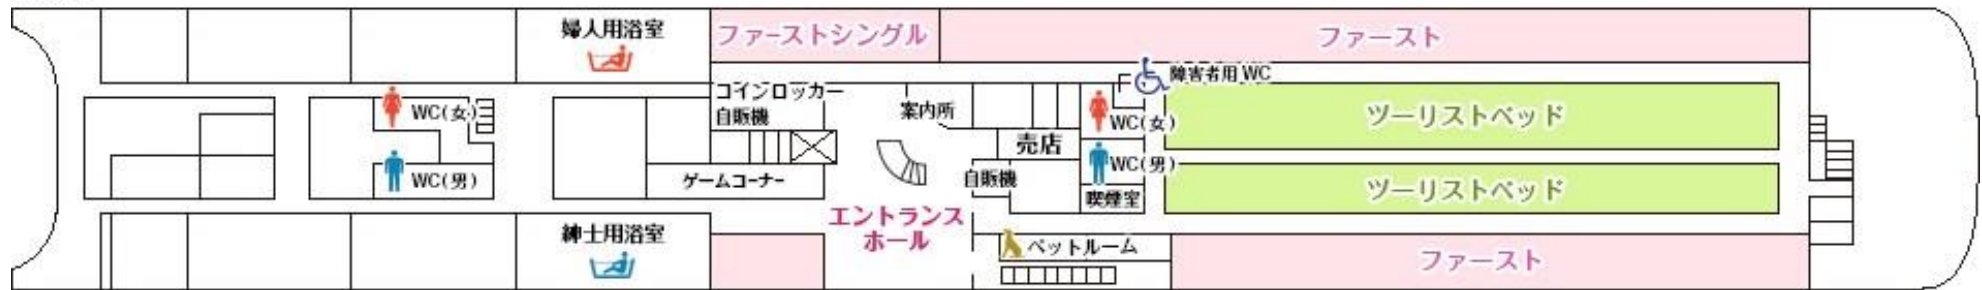 婦人用浴室
ファーストシングル
ファースト
障害者用 WC
コインロッカー
自販機
案内所
WC(女)
WC(女)
ツーリストベッド
売店
WC(男)
WC(男)
ゲームコーナー
自販機
喫煙室
ツーリストベッド
エントランス
ホール
紳士用浴室
ペットルーム
ファースト